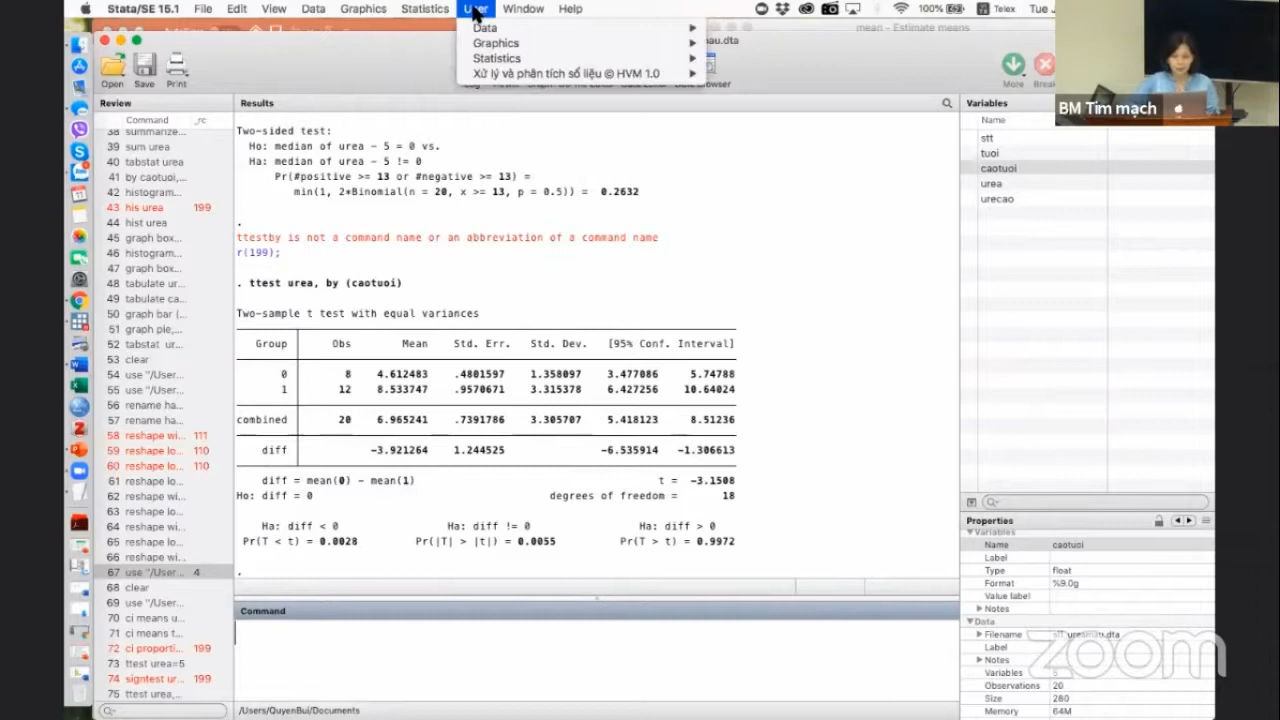 Stata/SE 15.1 File Edit View Data Graphics Statistics User Window Help 100% Telex Tue
Data
Graphics
Statistics
Xử lý và phân tích số liệu © HVM 1.0
mean - Estimate means
Open Save Print More
BM Tim mạch
Review
Command _rc
38 summarize...
39 sum urea
40 tabstat urea
41 by caotuoi,...
42 histogram...
43 his urea 199
44 hist urea
45 graph box...
46 histogram...
47 graph box...
48 tabulate ur...
49 tabulate ca...
50 graph bar (...
51 graph pie,...
52 tabstat ur...
53 clear
54 use "/User...
55 use "/User...
56 rename ha...
57 rename ha...
58 reshape wi... 111
59 reshape lo... 110
60 reshape lo... 110
61 reshape lo...
62 reshape wi...
63 reshape lo...
64 reshape wi...
65 reshape lo...
66 reshape wi...
67 use "/User... 4
68 clear
69 use "/User...
70 ci means u...
71 ci means t...
72 ci proporti... 199
73 ttest urea=5
74 signtest ur... 199
75 ttest urea,...
Results
Two-sided test:
Ho: median of urea - 5 = 0 vs.
Ha: median of urea - 5 != 0
Pr(#positive >= 13 or #negative >= 13) =
min(1, 2*Binomial(n = 20, x >= 13, p = 0.5)) = 0.2632
.
ttestby is not a command name or an abbreviation of a command name
r(199);
. ttest urea, by (caotuoi)
Two-sample t test with equal variances
Group Obs Mean Std. Err. Std. Dev. [95% Conf. Interval]
0 8 4.612483 .4801597 1.358097 3.477086 5.74788
1 12 8.533747 .9570671 3.315378 6.427256 10.64024
combined 20 6.965241 .7391786 3.305707 5.418123 8.51236
diff -3.921264 1.244525 -6.535914 -1.306613
diff = mean(0) - mean(1) t = -3.1508
Ho: diff = 0 degrees of freedom = 18
Ha: diff < 0 Ha: diff != 0 Ha: diff > 0
Pr(T < t) = 0.0028 Pr(|T| > |t|) = 0.0055 Pr(T > t) = 0.9972
.
Command
/Users/QuyenBui/Documents
Variables
Name
stt
tuoi
caotuoi
urea
urecao
Properties
Variables
Name caotuoi
Label
Type float
Format %9.0g
Value label
Notes
Data
Filename
Label
Notes
Variables 5
Observations 20
Size 280
Memory 64M
zoom